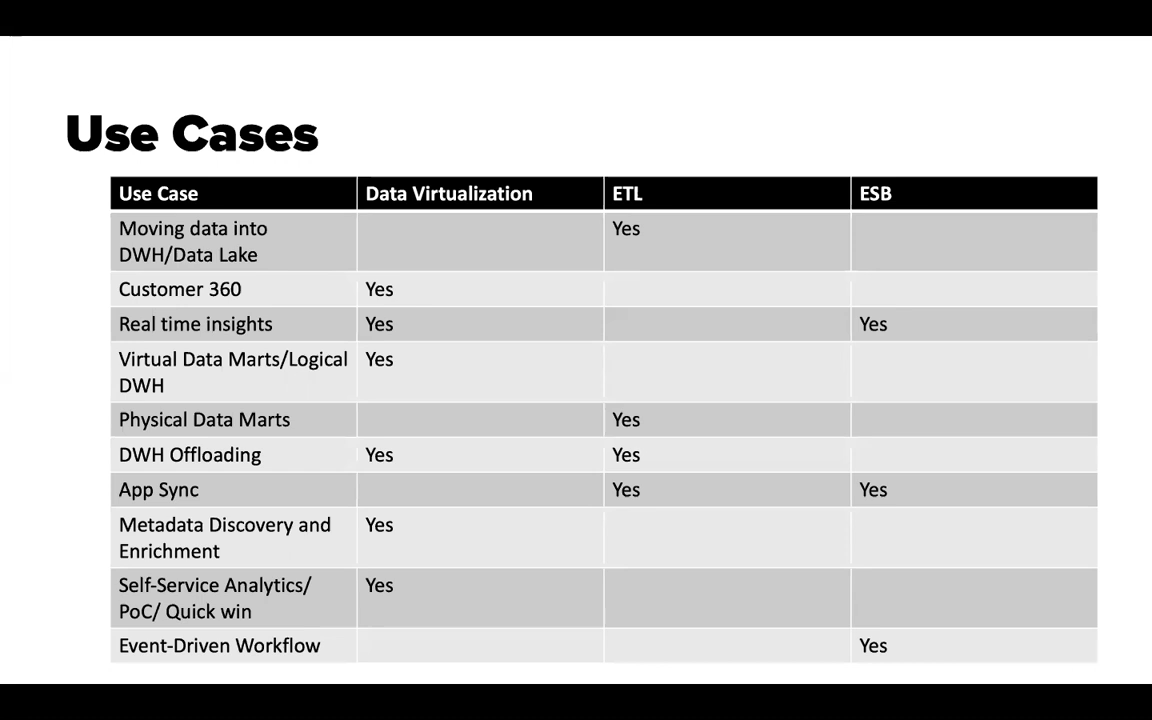 Use Cases
Use Case Data Virtualization ETL ESB
Moving data into Yes
DWH/Data Lake
Customer 360 Yes
Real time insights Yes Yes
Virtual Data Marts/Logical Yes
DWH
Physical Data Marts Yes
DWH Offloading Yes Yes
App Sync Yes Yes
Metadata Discovery and Yes
Enrichment
Self-Service Analytics/ Yes
PoC/ Quick win
Event-Driven Workflow Yes